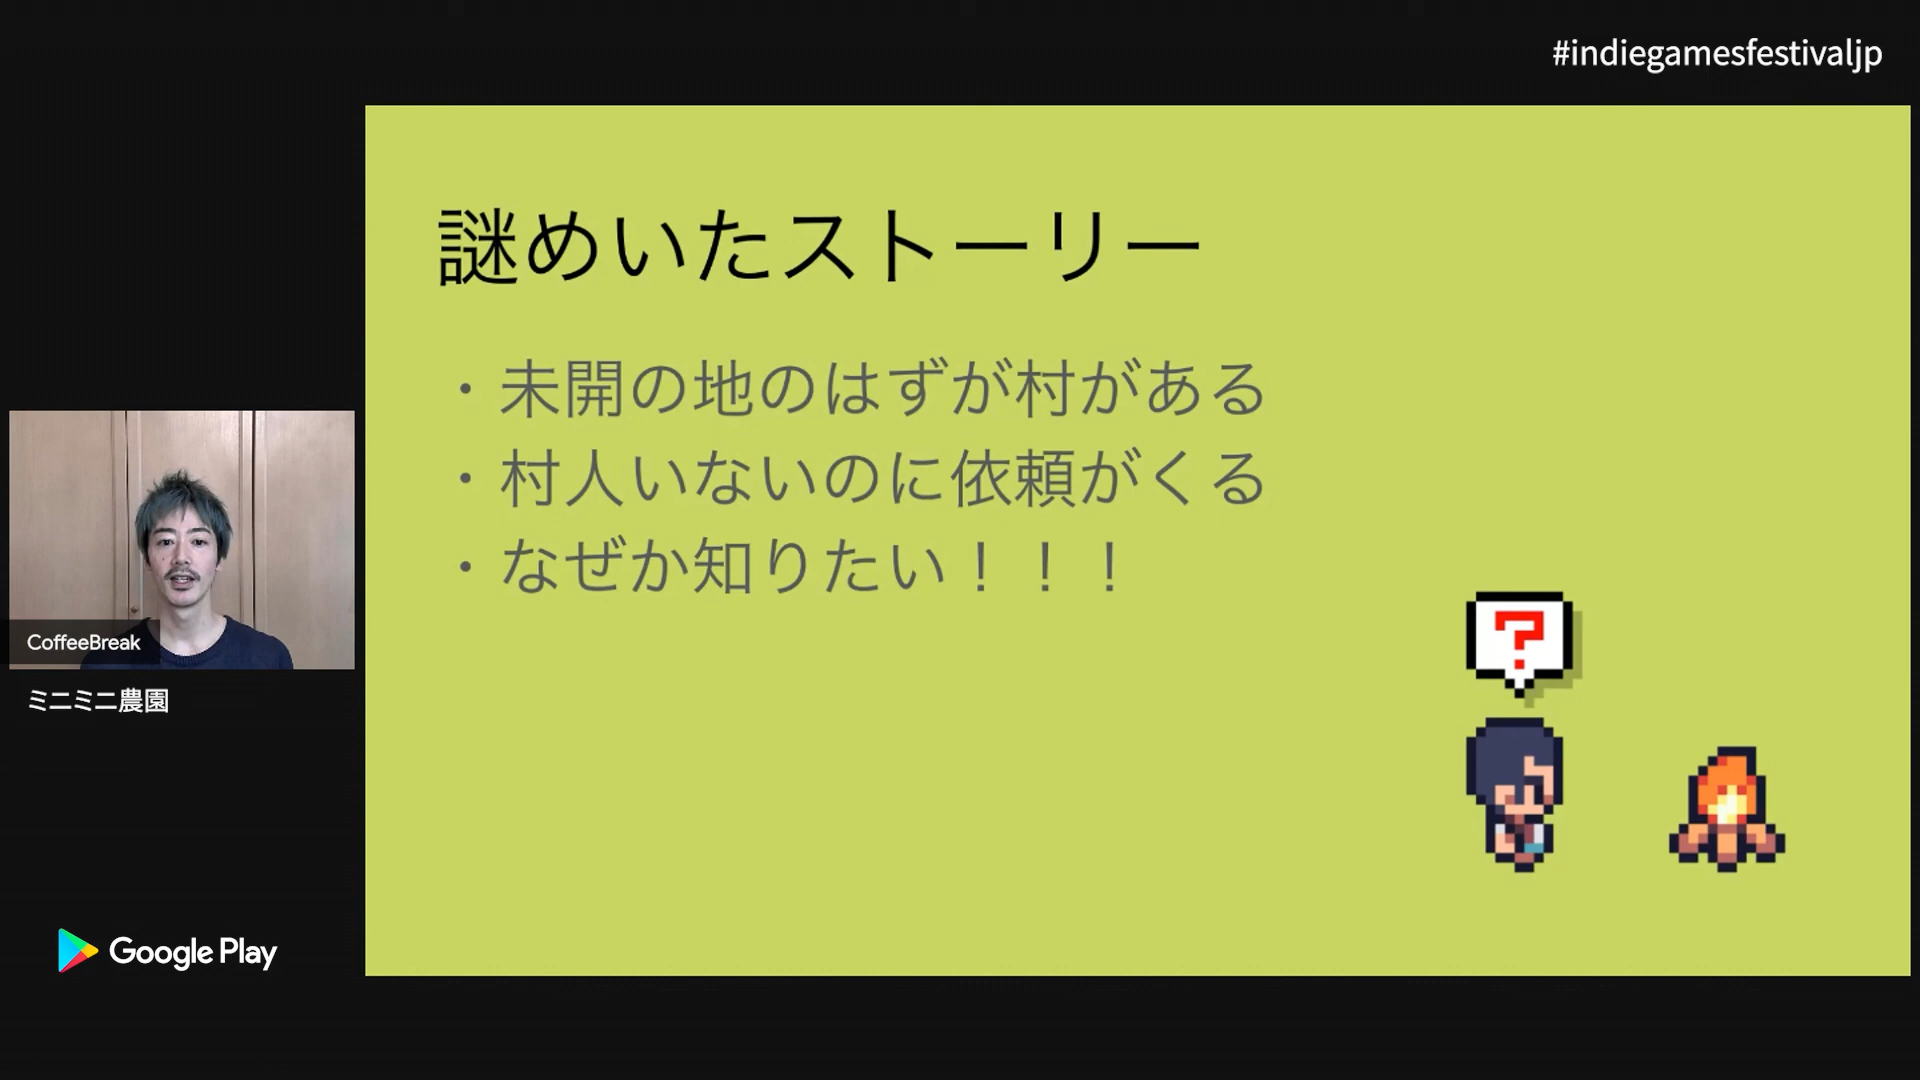 #indiegamesfestivaljp
謎めいたストーリー
・未開の地のはずが村がある
・村人いないのに依頼がくる
・なぜか知りたい！！！
?
CoffeeBreak
ミニミニ農園
Google Play